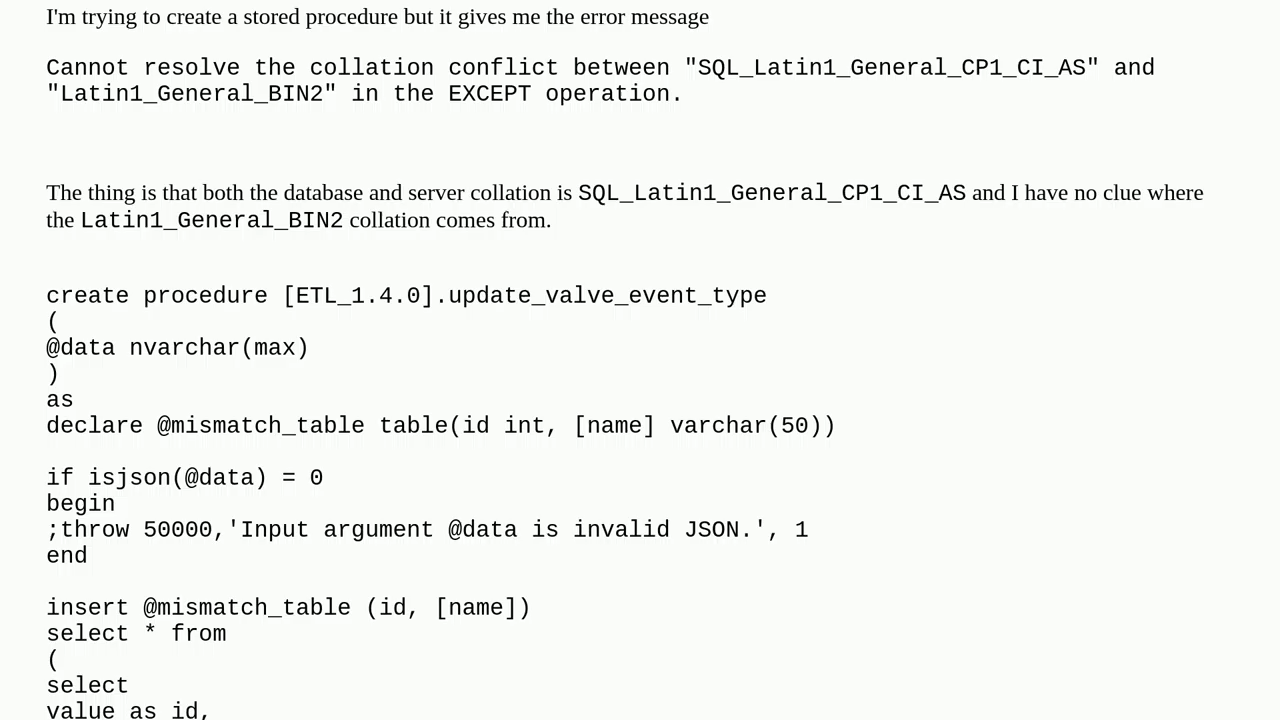 I'm trying to create a stored procedure but it gives me the error message
Cannot resolve the collation conflict between "SQL_Latin1_General_CP1_CI_AS" and
"Latin1_General_BIN2" in the EXCEPT operation.
The thing is that both the database and server collation is SQL_Latin1_General_CP1_CI_AS and I have no clue where
the Latin1_General_BIN2 collation comes from.
create procedure [ETL_1.4.0].update_valve_event_type
(
@data nvarchar(max)
)
as
declare @mismatch_table table(id int, [name] varchar(50))
if isjson(@data) = 0
begin
;throw 50000,'Input argument @data is invalid JSON.', 1
end
insert @mismatch_table (id, [name])
select * from
(
select
value as id,